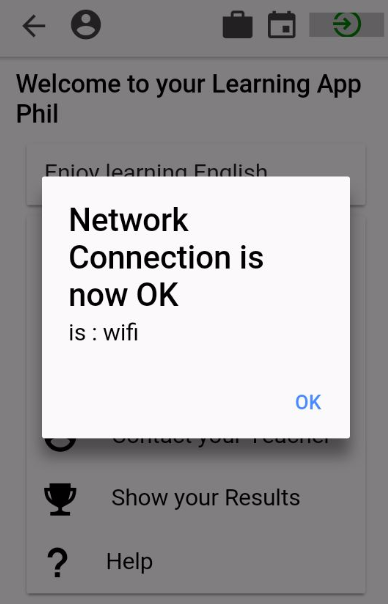 Welcome to your Learning App
Phil
Enjoy learning English
Network
Connection is
now OK
is : wifi
OK
Contact your Teacher
Show your Results
? Help